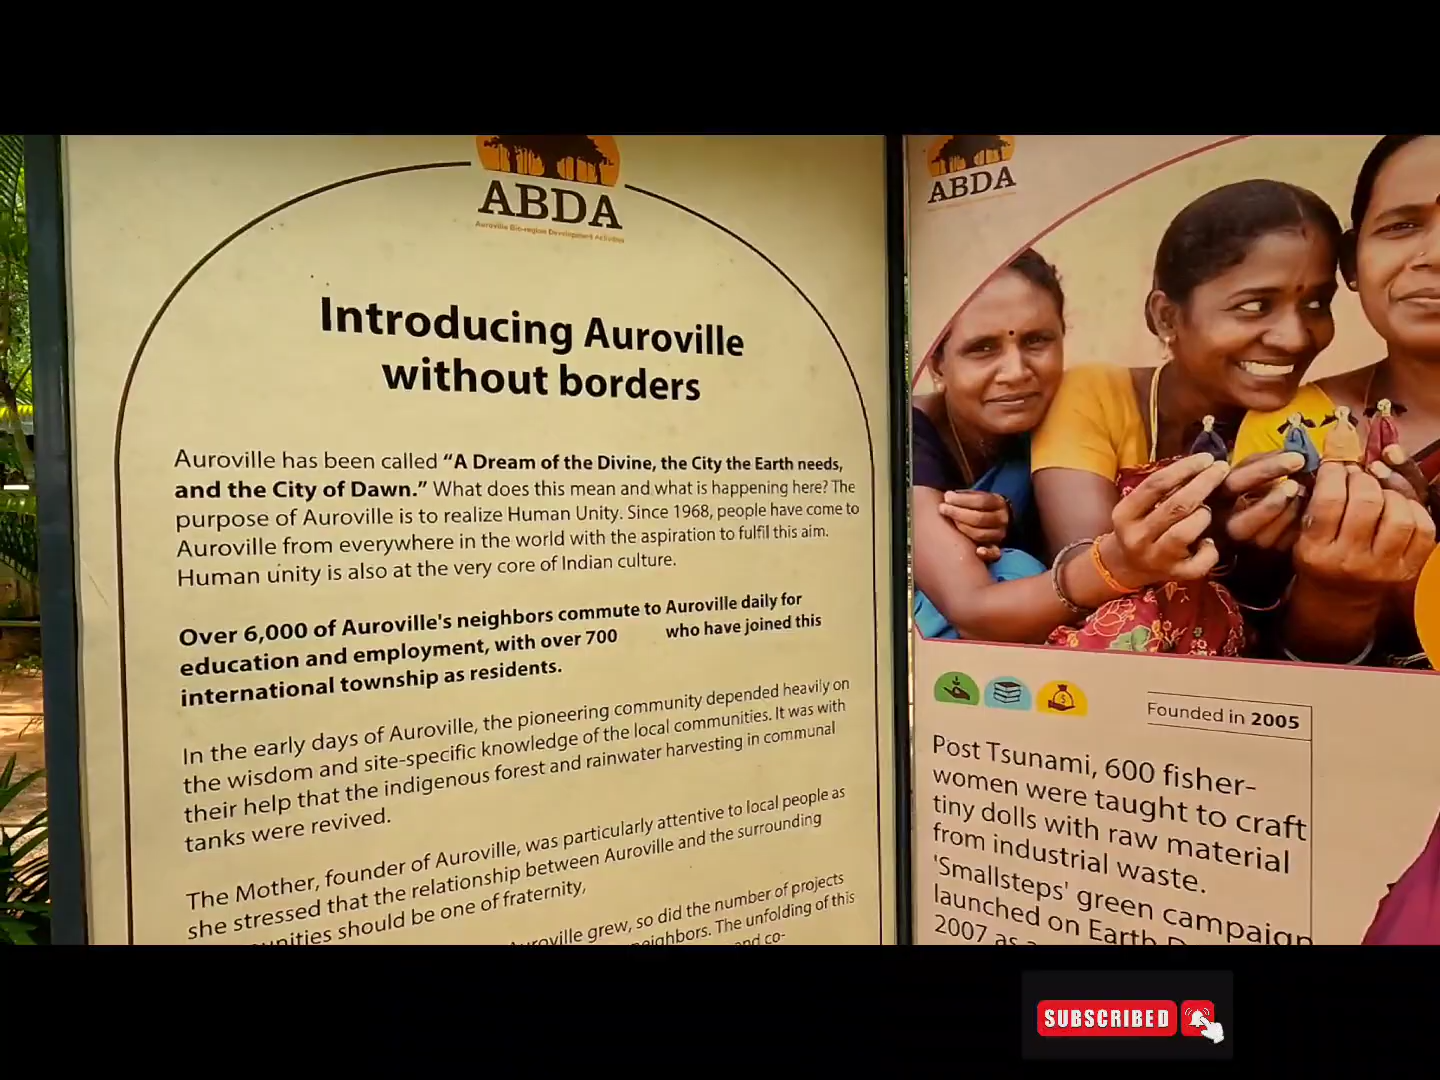 ABDA
Auroville Bio-region Development Activities
Introducing Auroville
without borders
Auroville has been called “A Dream of the Divine, the City the Earth needs,
and the City of Dawn.” What does this mean and what is happening here? The
purpose of Auroville is to realize Human Unity. Since 1968, people have come to
Auroville from everywhere in the world with the aspiration to fulfil this aim.
Human unity is also at the very core of Indian culture.
Over 6,000 of Auroville's neighbors commute to Auroville daily for
education and employment, with over 700 who have joined this
international township as residents.
In the early days of Auroville, the pioneering community depended heavily on
the wisdom and site-specific knowledge of the local communities. It was with
their help that the indigenous forest and rainwater harvesting in communal
tanks were revived.
The Mother, founder of Auroville, was particularly attentive to local people as
she stressed that the relationship between Auroville and the surrounding
should be one of fraternity,
Auroville grew, so did the number of projects
neighbors. The unfolding of this
and co-
ABDA
Founded in 2005
Post Tsunami, 600 fisher-
women were taught to craft
tiny dolls with raw material
from industrial waste.
'Smallsteps' green campaign
launched on Earth
2007 as
SUBSCRIBED